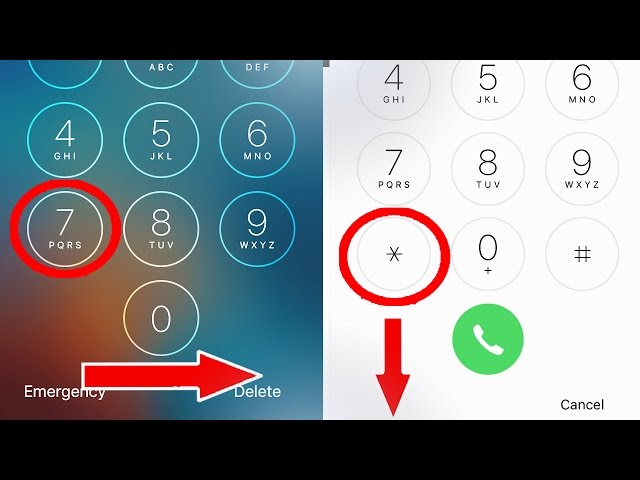 ABC
DEF
4
5
6
GHI
JKL
MNO
7
8
9
PQRS
TUV
WXYZ
0
Emergency
Delete
4
5
6
GHI
JKL
MNO
7
8
9
PQRS
TUV
WXYZ
*
0
#
+
Cancel